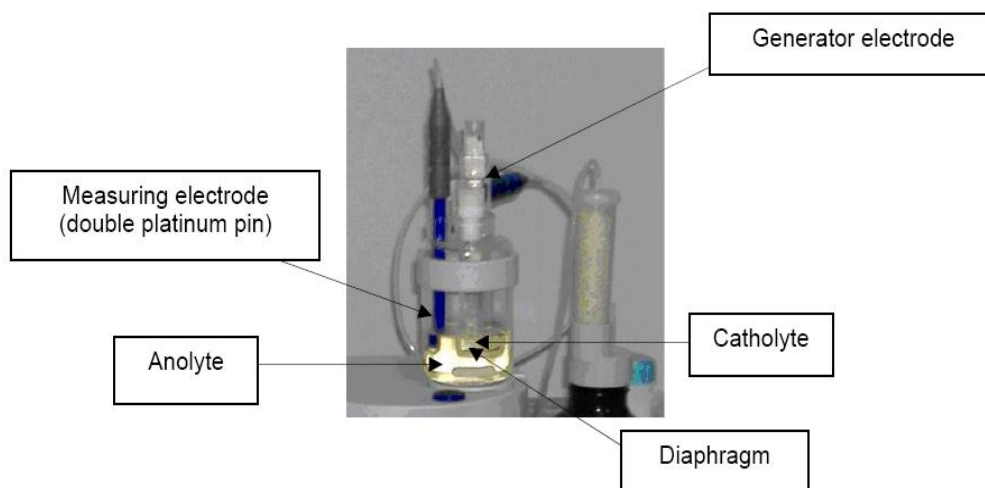 Generator electrode
Measuring electrode
(double platinum pin)
Catholyte
Anolyte
Diaphragm